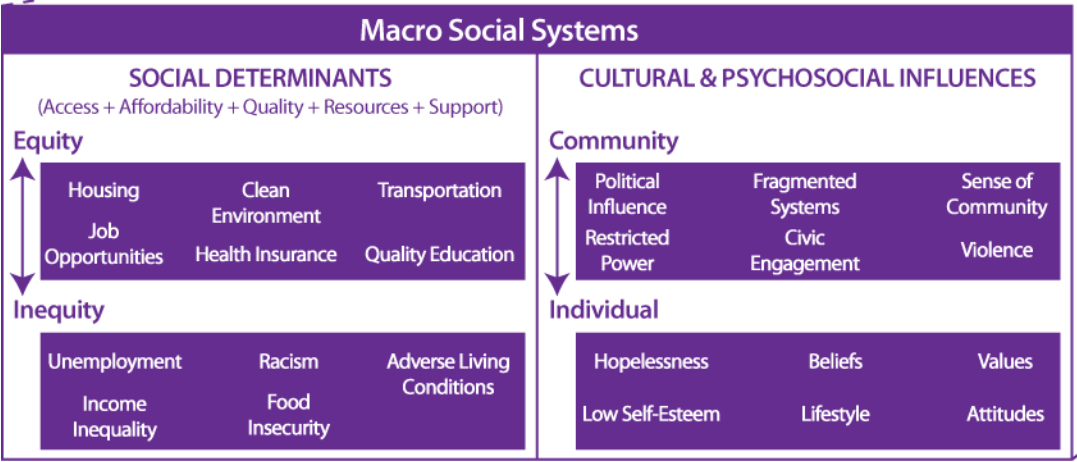 Macro Social Systems
SOCIAL DETERMINANTS
(Access + Affordability + Quality + Resources + Support)
Equity
Housing
Clean
Environment
Transportation
Job
Opportunities
Health Insurance
Quality Education
Inequity
Unemployment
Racism
Adverse Living
Conditions
Income
Inequality
Food
Insecurity
CULTURAL & PSYCHOSOCIAL INFLUENCES
Community
Political
Influence
Fragmented
Systems
Sense of
Community
Restricted
Power
Civic
Engagement
Violence
Individual
Hopelessness
Beliefs
Values
Low Self-Esteem
Lifestyle
Attitudes